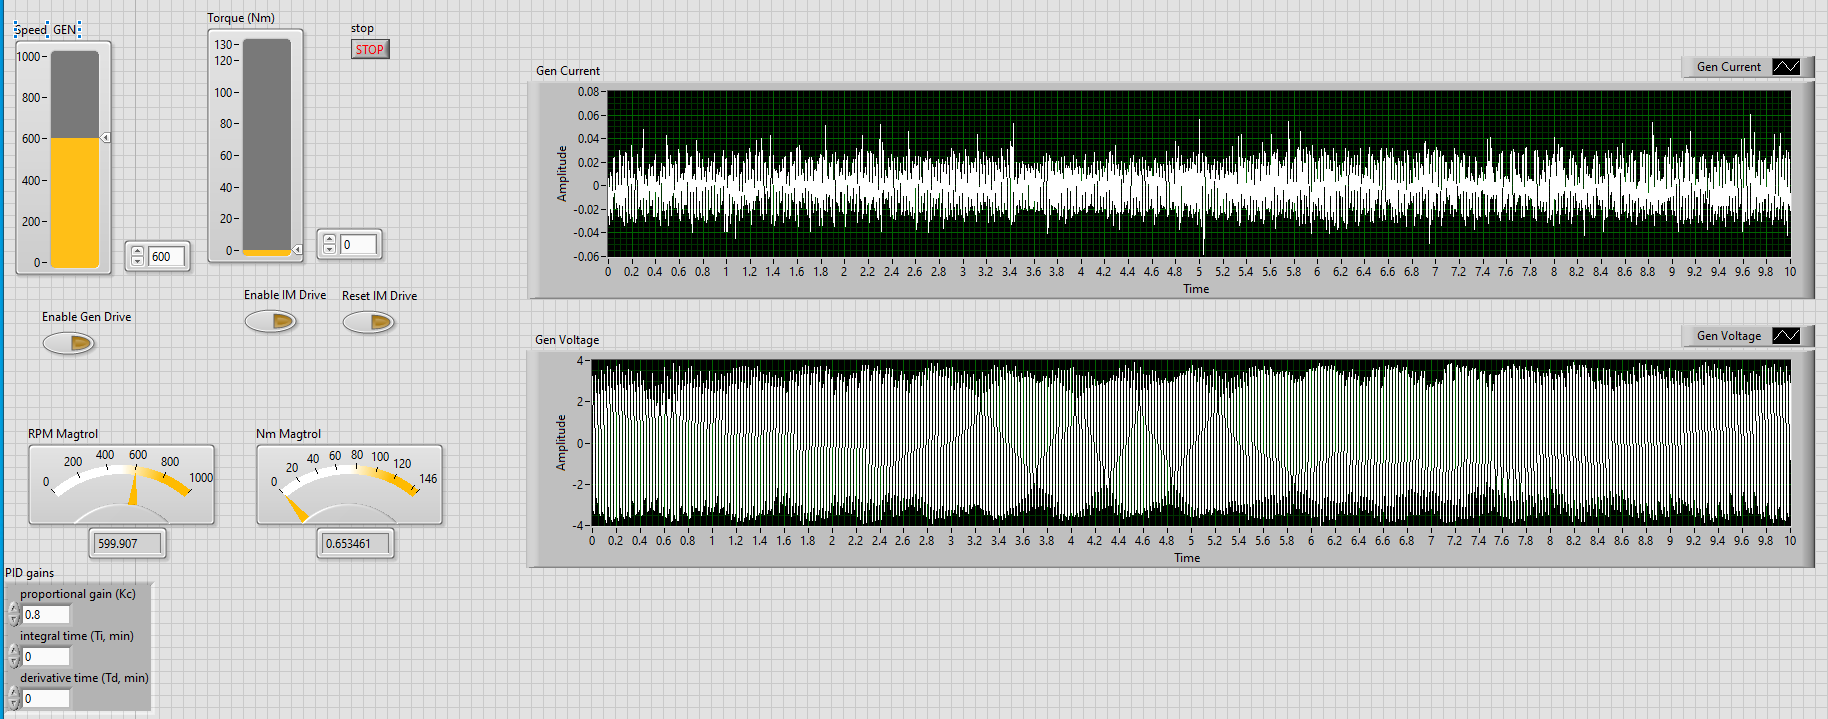 Speed GEN
1000
800
600
400
200
0
600
Torque (Nm)
130
120
100
80
60
40
20
0
0
stop
STOP
Enable Gen Drive
Enable IM Drive
Reset IM Drive
RPM Magtrol
0 200 400 600 800 1000
599.907
Nm Magtrol
0 20 40 60 80 100 120 146
0.653461
PID gains
proportional gain (Kc)
0.8
integral time (Ti, min)
0
derivative time (Td, min)
0
Gen Current
Gen Current
Amplitude
0.08
0.06
0.04
0.02
0
-0.02
-0.04
-0.06
0 0.2 0.4 0.6 0.8 1 1.2 1.4 1.6 1.8 2 2.2 2.4 2.6 2.8 3 3.2 3.4 3.6 3.8 4 4.2 4.4 4.6 4.8 5 5.2 5.4 5.6 5.8 6 6.2 6.4 6.6 6.8 7 7.2 7.4 7.6 7.8 8 8.2 8.4 8.6 8.8 9 9.2 9.4 9.6 9.8 10
Time
Gen Voltage
Gen Voltage
Amplitude
4
2
0
-2
-4
0 0.2 0.4 0.6 0.8 1 1.2 1.4 1.6 1.8 2 2.2 2.4 2.6 2.8 3 3.2 3.4 3.6 3.8 4 4.2 4.4 4.6 4.8 5 5.2 5.4 5.6 5.8 6 6.2 6.4 6.6 6.8 7 7.2 7.4 7.6 7.8 8 8.2 8.4 8.6 8.8 9 9.2 9.4 9.6 9.8 10
Time